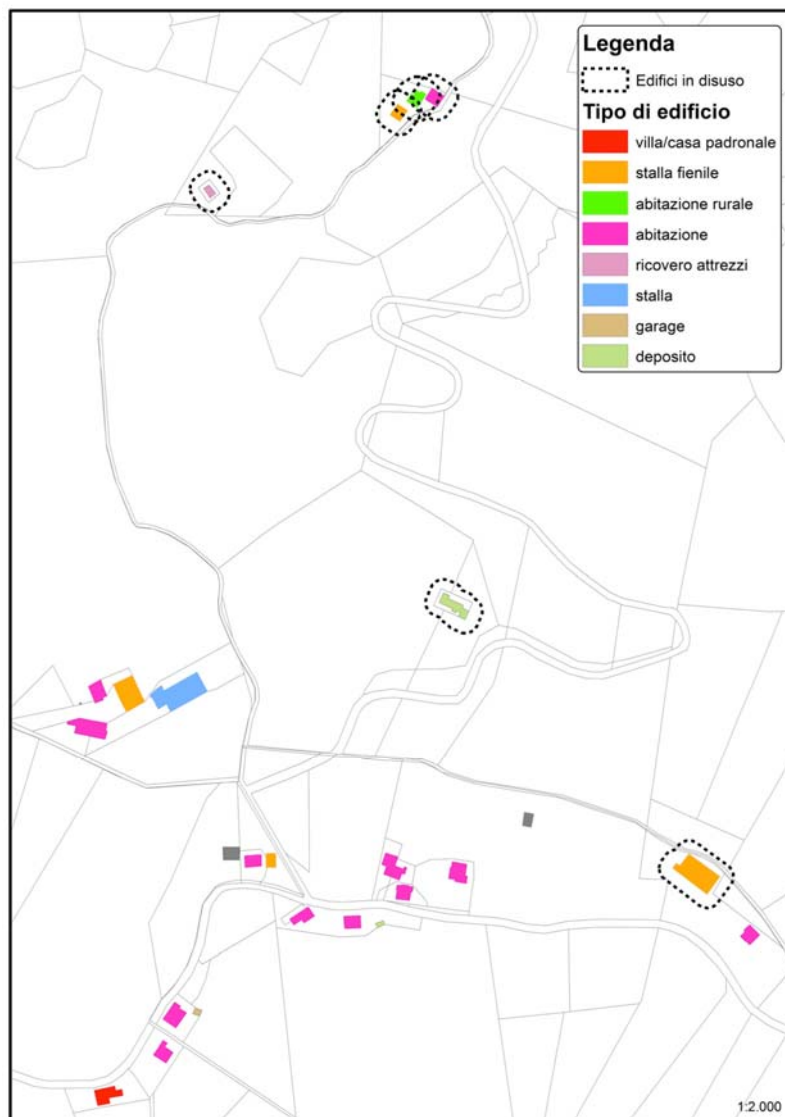 Legenda
Edifici in disuso
Tipo di edificio
villa/casa padronale
stalla fienile
abitazione rurale
abitazione
ricovero attrezzi
stalla
garage
deposito
1:2.000